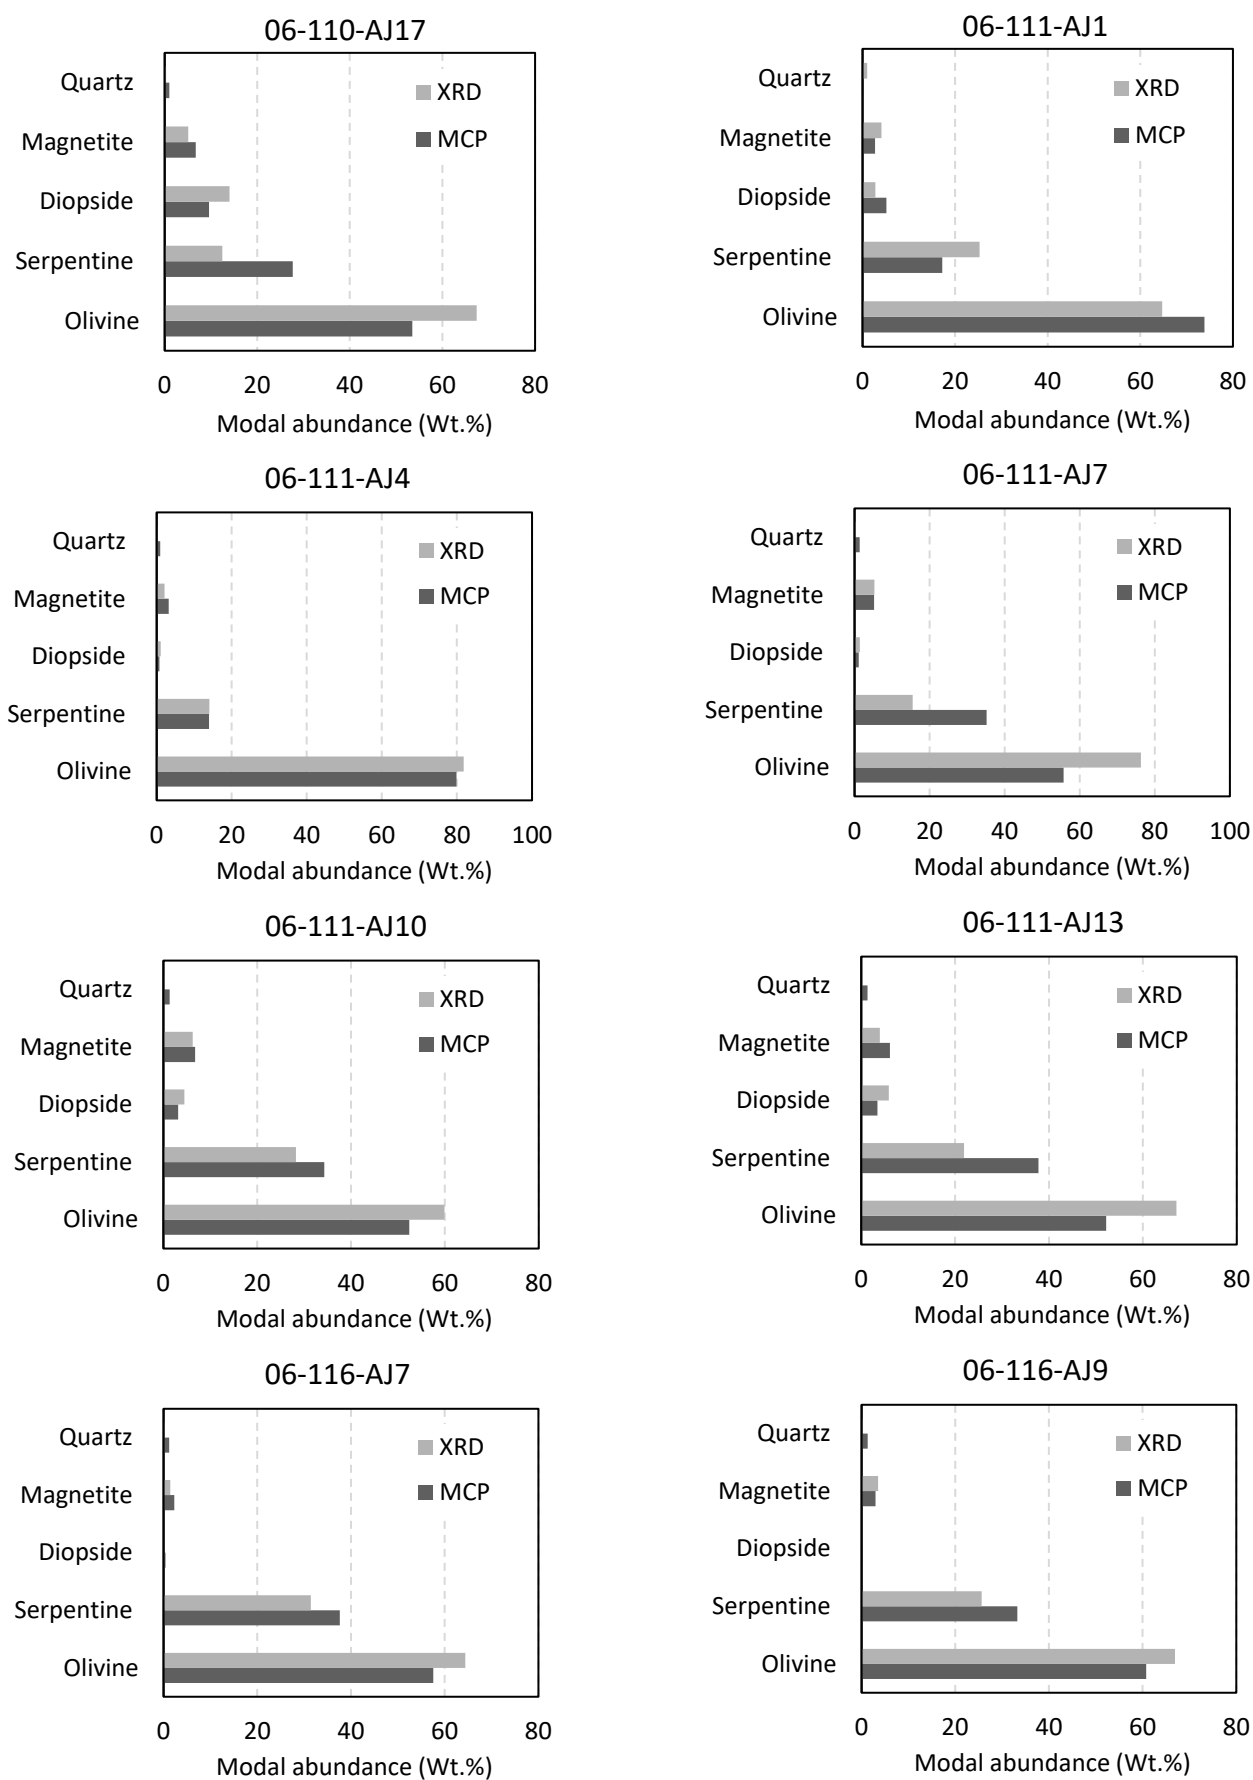 06-110-AJ17
Quartz
Magnetite
Diopside
Serpentine
Olivine
XRD
MCP
0 20 40 60 80
Modal abundance (Wt.%)
06-111-AJ1
Quartz
Magnetite
Diopside
Serpentine
Olivine
XRD
MCP
0 20 40 60 80
Modal abundance (Wt.%)
06-111-AJ4
Quartz
Magnetite
Diopside
Serpentine
Olivine
XRD
MCP
0 20 40 60 80 100
Modal abundance (Wt.%)
06-111-AJ7
Quartz
Magnetite
Diopside
Serpentine
Olivine
XRD
MCP
0 20 40 60 80 100
Modal abundance (Wt.%)
06-111-AJ10
Quartz
Magnetite
Diopside
Serpentine
Olivine
XRD
MCP
0 20 40 60 80
Modal abundance (Wt.%)
06-111-AJ13
Quartz
Magnetite
Diopside
Serpentine
Olivine
XRD
MCP
0 20 40 60 80
Modal abundance (Wt.%)
06-116-AJ7
Quartz
Magnetite
Diopside
Serpentine
Olivine
XRD
MCP
0 20 40 60 80
Modal abundance (Wt.%)
06-116-AJ9
Quartz
Magnetite
Diopside
Serpentine
Olivine
XRD
MCP
0 20 40 60 80
Modal abundance (Wt.%)